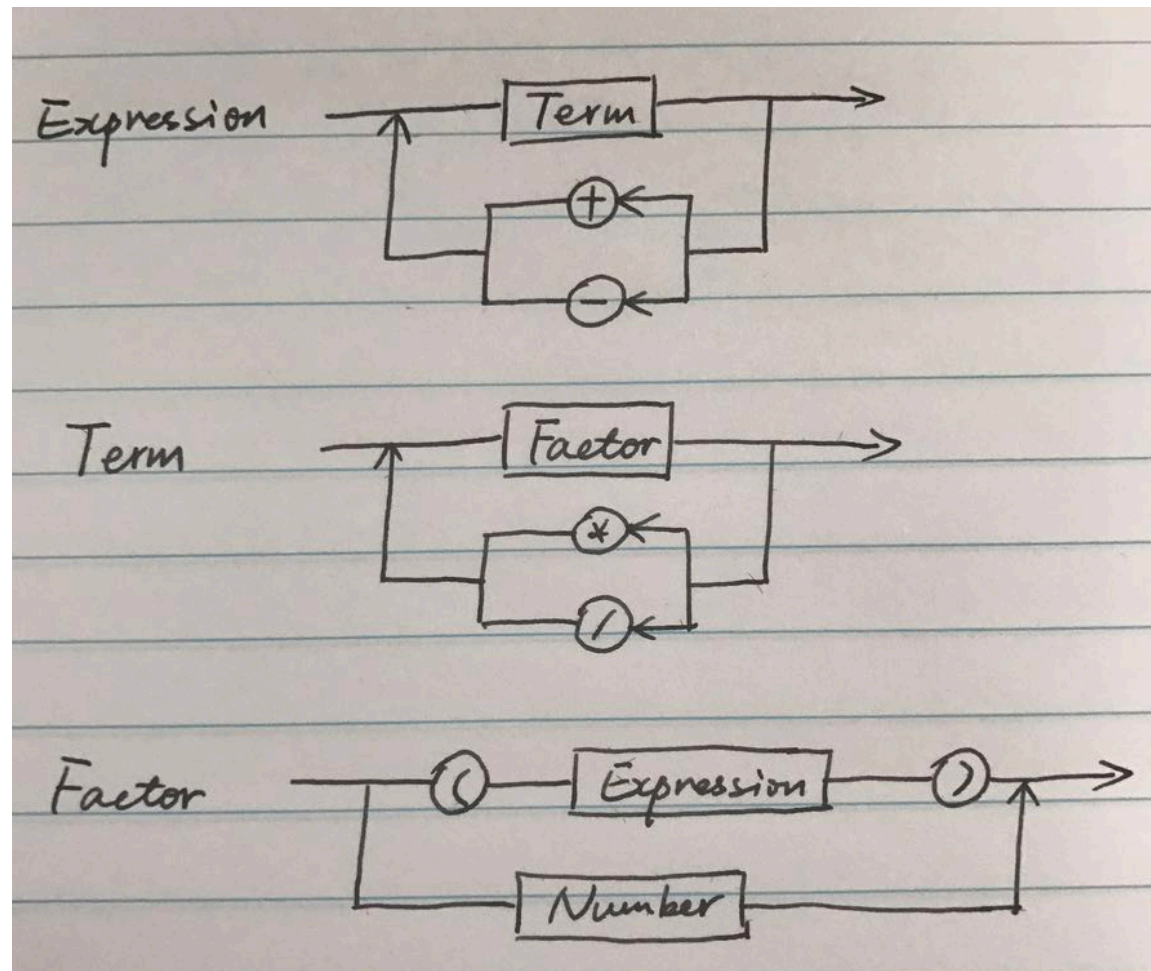 Expression Term
+
-
Term Factor
*
/
Factor ( Expression )
Number